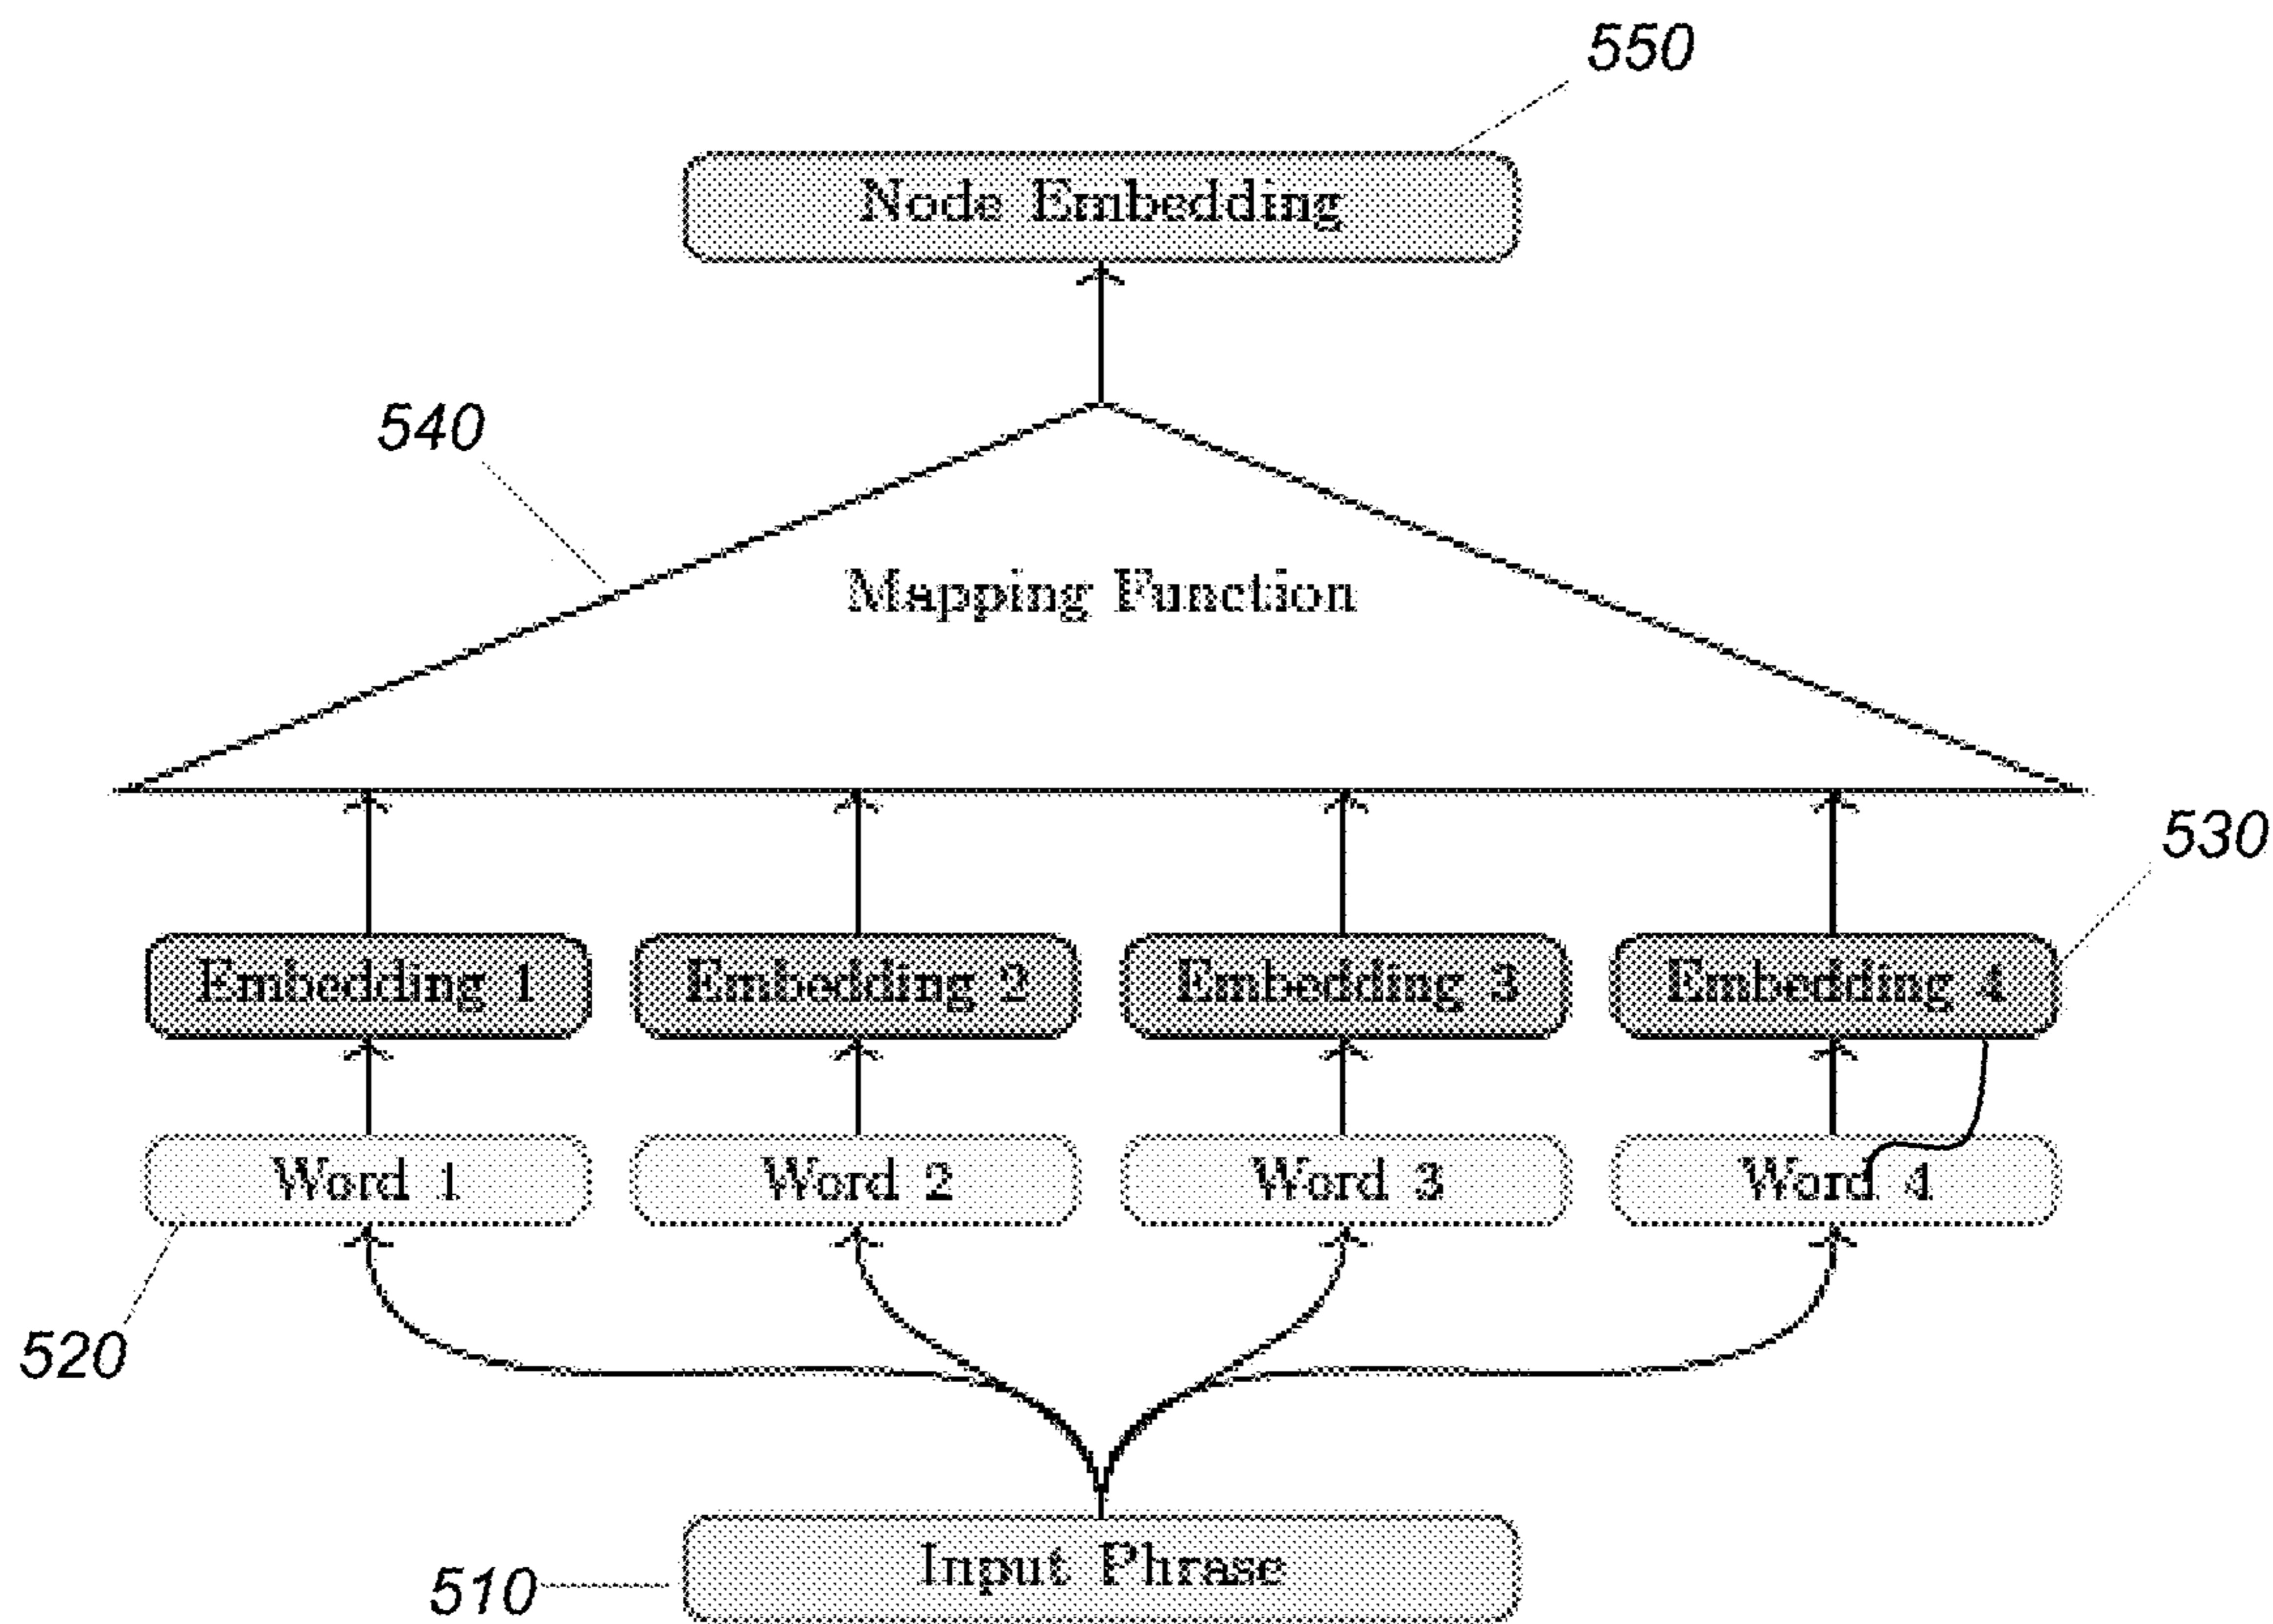 550
Node Embedding
540
Mapping Function
530
Embedding 1 Embedding 2 Embedding 3 Embedding 4
Word 1 Word 2 Word 3 Word 4
520
Input Phrase
510